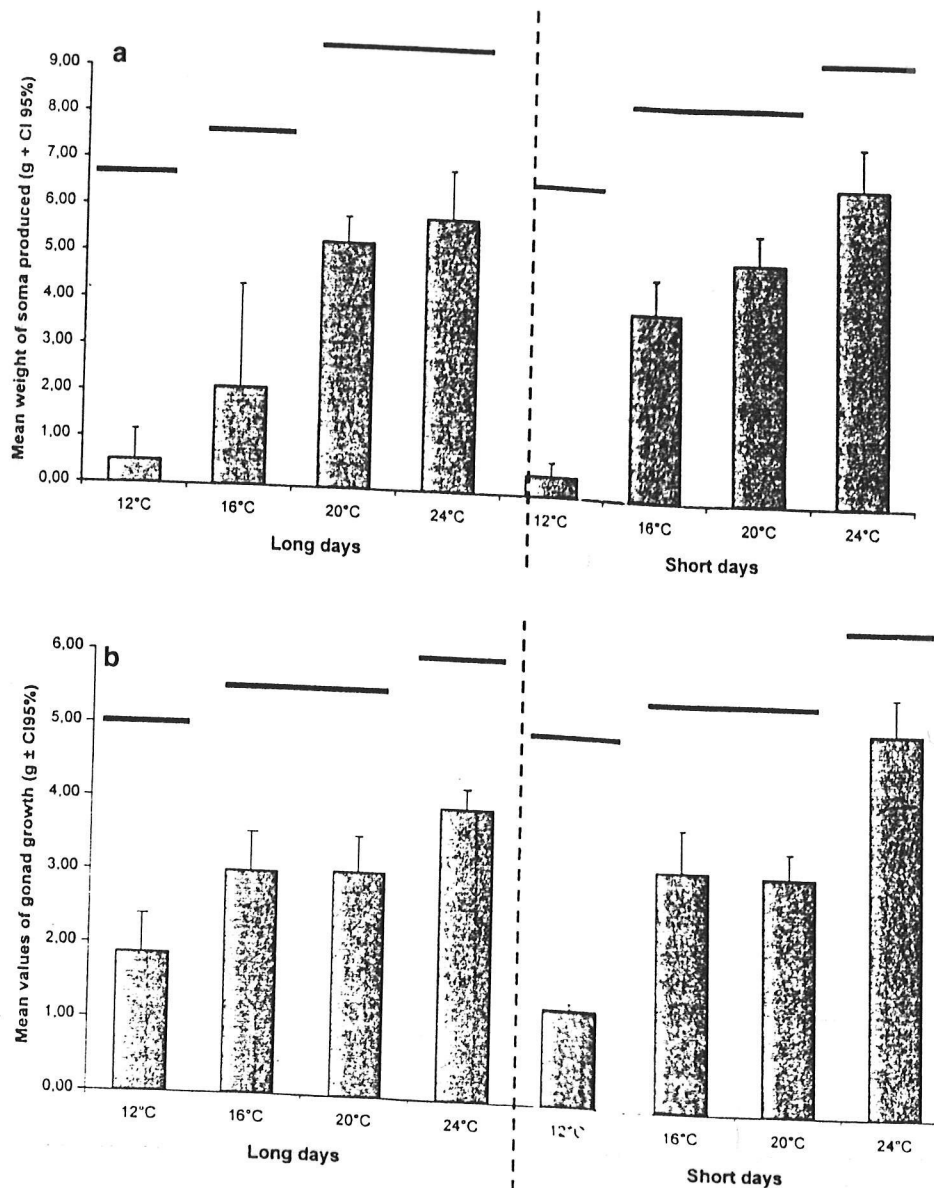 a
Mean weight of soma produced (g + CI 95%)
9,00
8,00
7,00
6,00
5,00
4,00
3,00
2,00
1,00
0,00
12°C
16°C
20°C
24°C
12°C
16°C
20°C
24°C
Long days
Short days
b
Mean values of gonad growth (g ± CI95%)
6,00
5,00
4,00
3,00
2,00
1,00
0,00
12°C
16°C
20°C
24°C
12°C
16°C
20°C
24°C
Long days
Short days